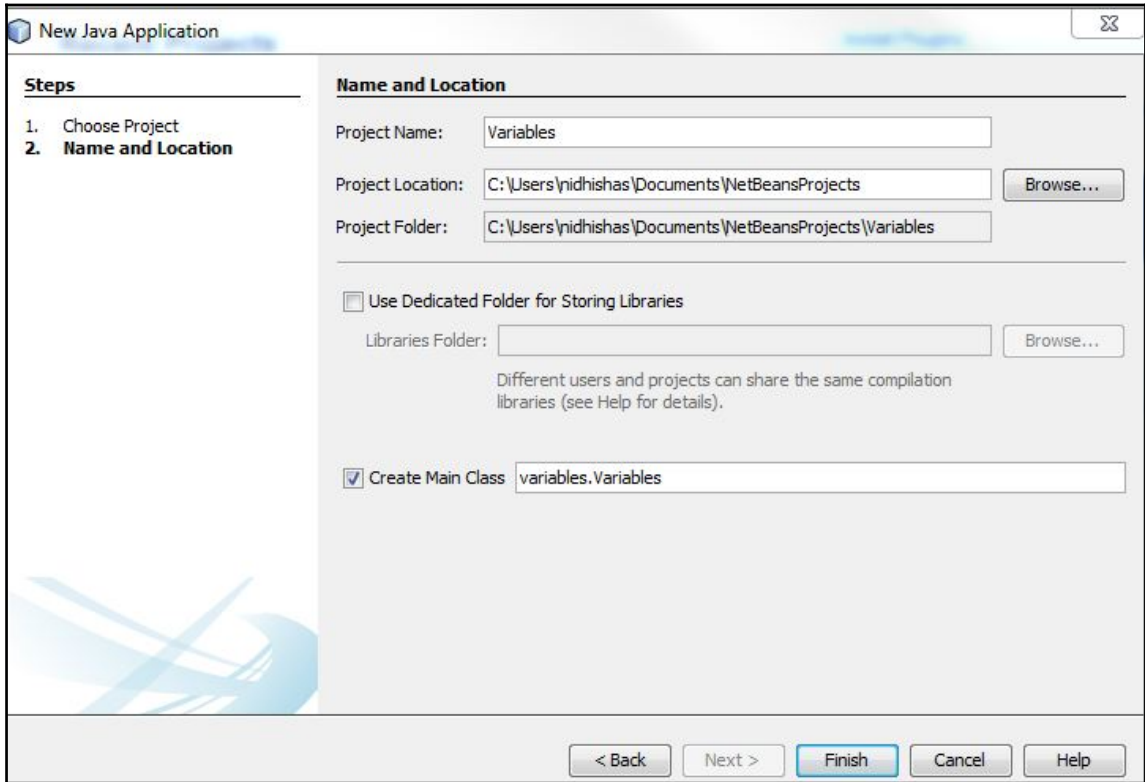 New Java Application
Steps
1. Choose Project
2. Name and Location
Name and Location
Project Name: Variables
Project Location: C:\Users\nidhishas\Documents\NetBeansProjects Browse...
Project Folder: C:\Users\nidhishas\Documents\NetBeansProjects\Variables
Use Dedicated Folder for Storing Libraries
Libraries Folder: Browse...
Different users and projects can share the same compilation
libraries (see Help for details).
Create Main Class variables.Variables
< Back Next > Finish Cancel Help